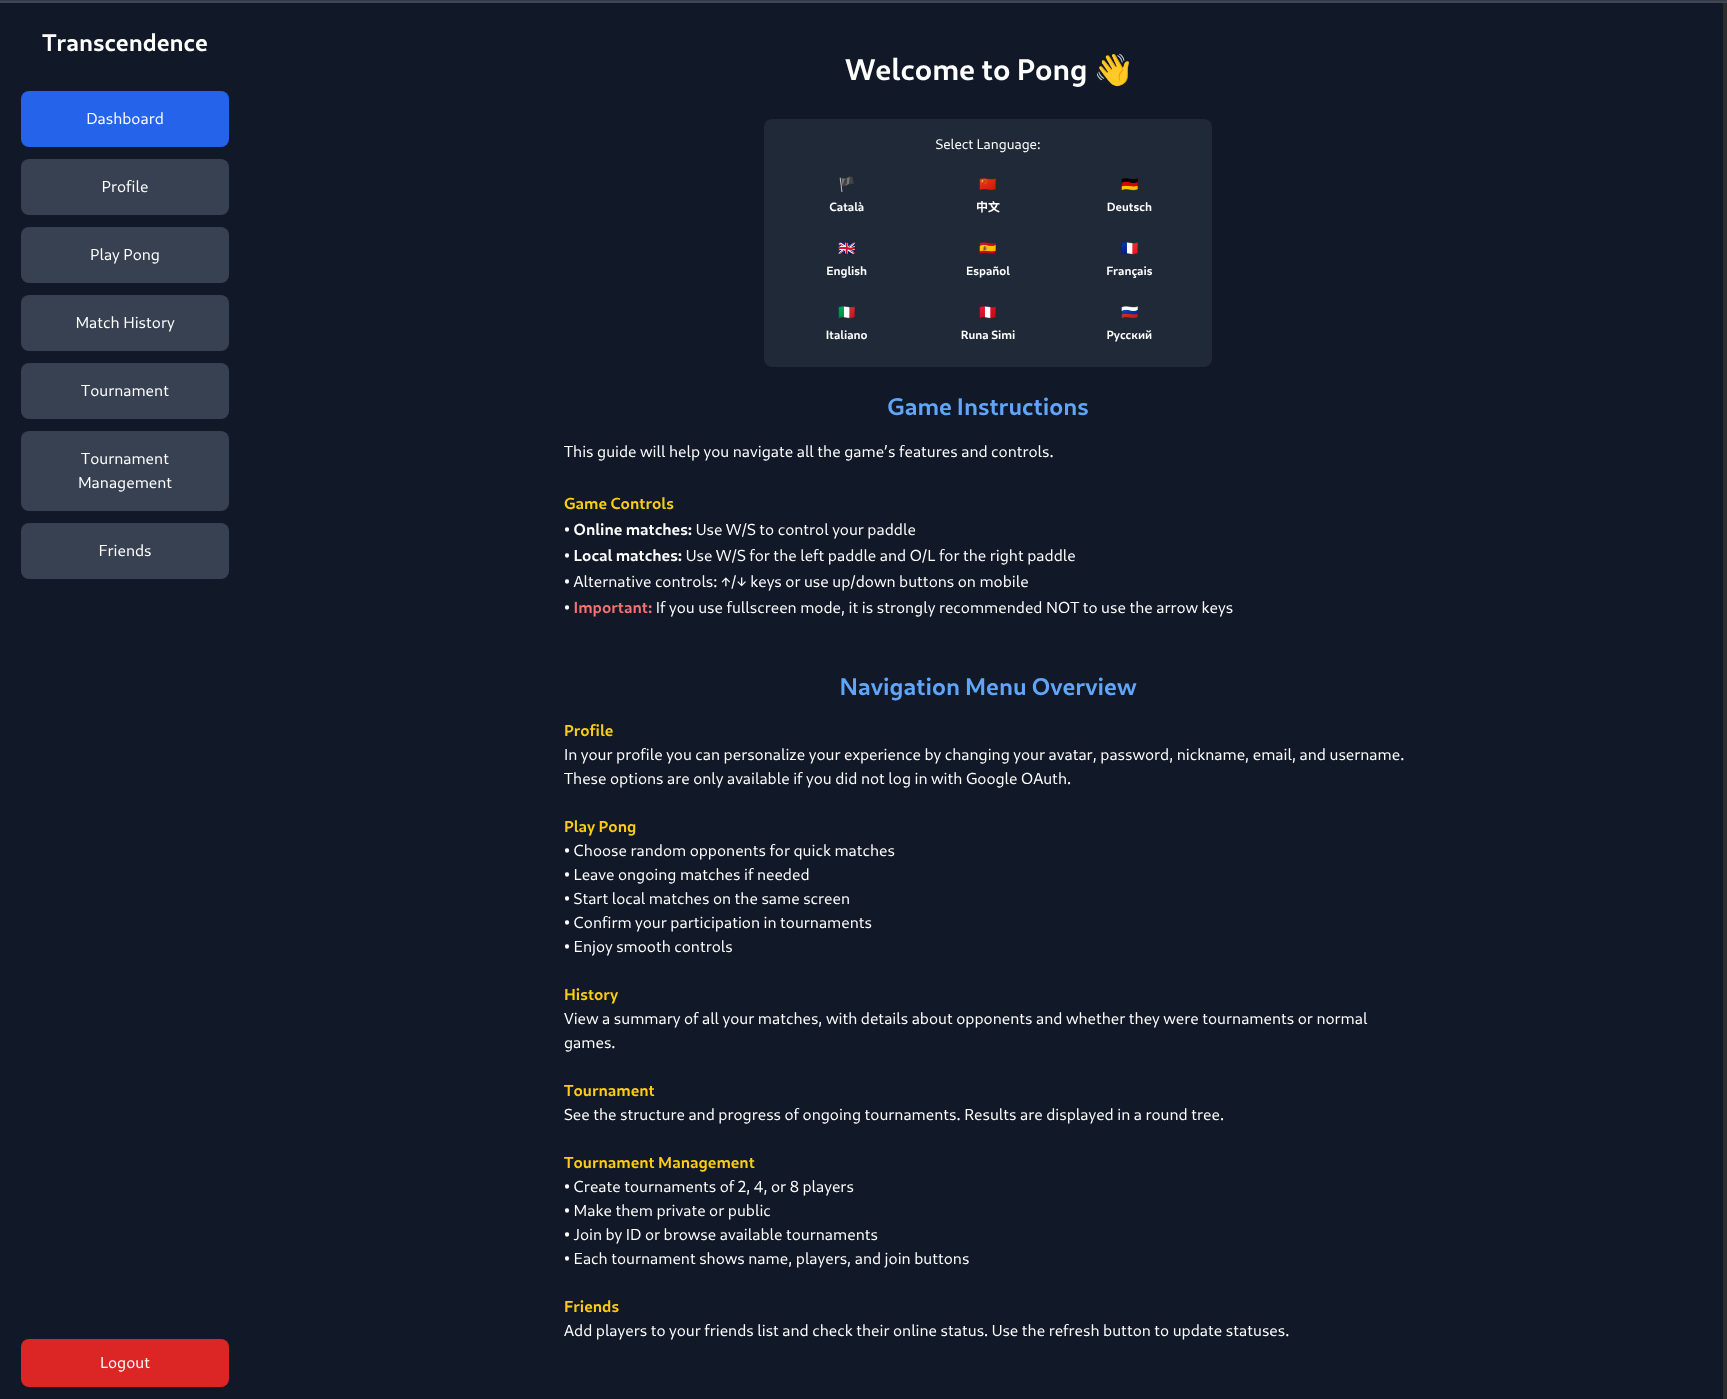 Transcendence
Dashboard
Profile
Play Pong
Match History
Tournament
Tournament
Management
Friends
Logout
Welcome to Pong 👋
Select Language:
Català
中文
Deutsch
English
Español
Français
Italiano
Runa Simi
Русский
Game Instructions
This guide will help you navigate all the game's features and controls.
Game Controls
• Online matches: Use W/S to control your paddle
• Local matches: Use W/S for the left paddle and O/L for the right paddle
• Alternative controls: ↑/↓ keys or use up/down buttons on mobile
• Important: If you use fullscreen mode, it is strongly recommended NOT to use the arrow keys
Navigation Menu Overview
Profile
In your profile you can personalize your experience by changing your avatar, password, nickname, email, and username.
These options are only available if you did not log in with Google OAuth.
Play Pong
• Choose random opponents for quick matches
• Leave ongoing matches if needed
• Start local matches on the same screen
• Confirm your participation in tournaments
• Enjoy smooth controls
History
View a summary of all your matches, with details about opponents and whether they were tournaments or normal
games.
Tournament
See the structure and progress of ongoing tournaments. Results are displayed in a round tree.
Tournament Management
• Create tournaments of 2, 4, or 8 players
• Make them private or public
• Join by ID or browse available tournaments
• Each tournament shows name, players, and join buttons
Friends
Add players to your friends list and check their online status. Use the refresh button to update statuses.